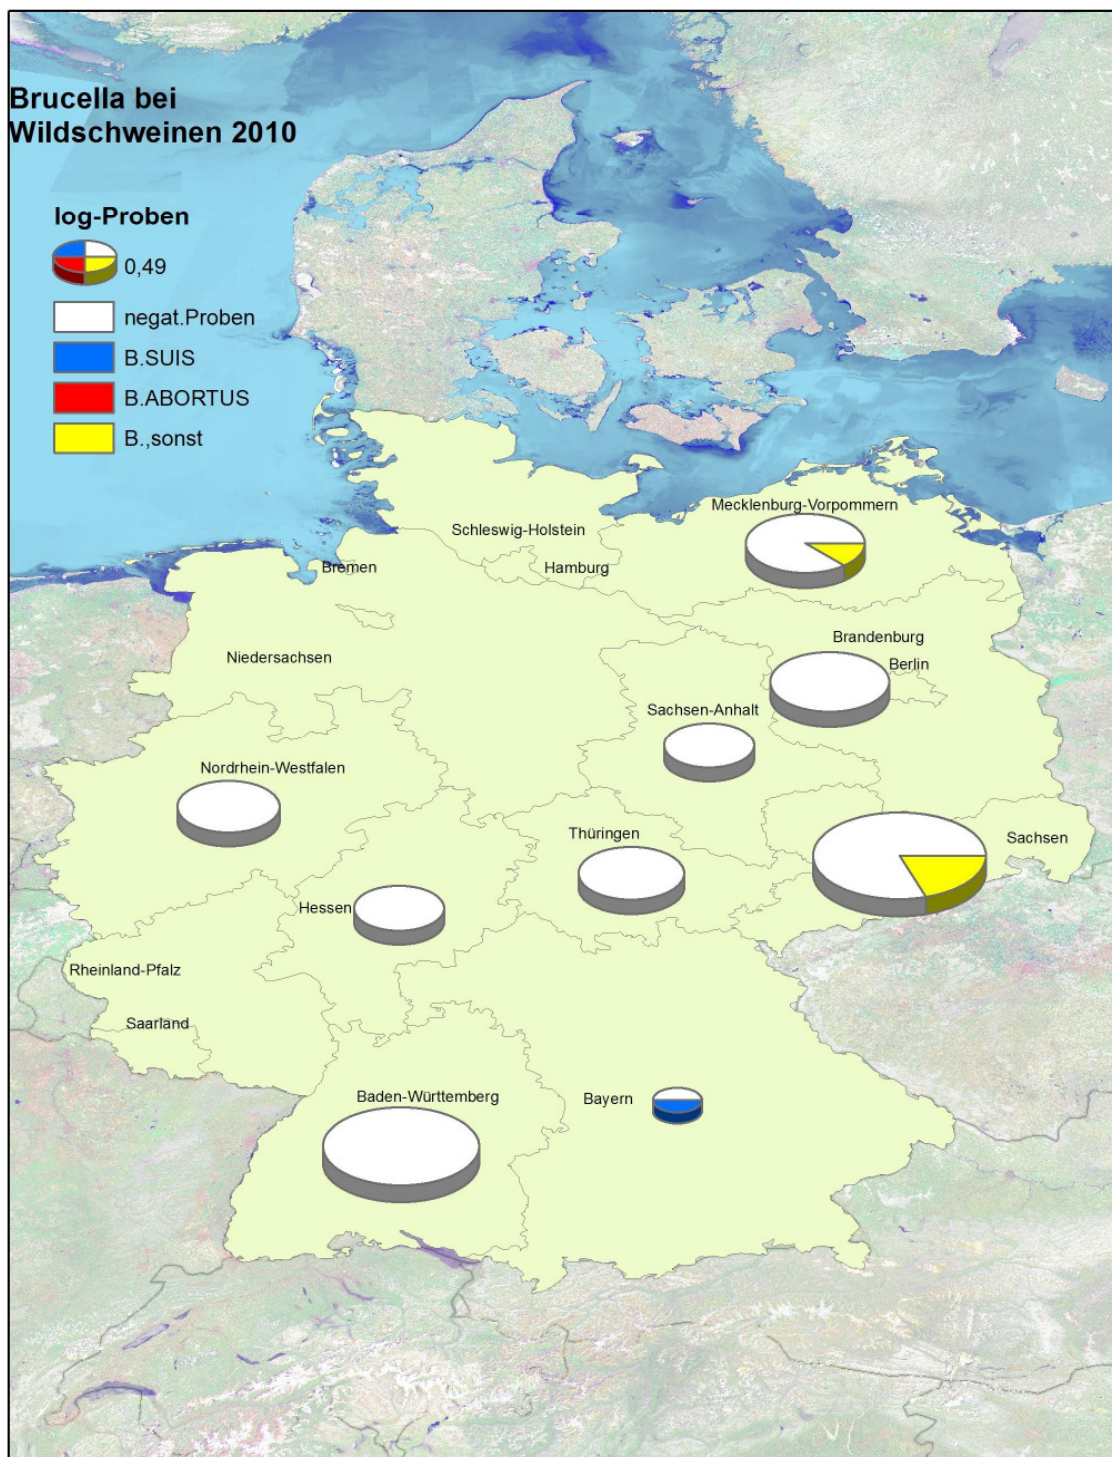 Brucella bei
Wildschweinen 2010
log-Proben
0,49
negat.Proben
B.SUIS
B.ABORTUS
B.,sonst
Mecklenburg-Vorpommern
Schleswig-Holstein
Bremen
Hamburg
Brandenburg
Niedersachsen
Berlin
Sachsen-Anhalt
Nordrhein-Westfalen
Thüringen
Sachsen
Hessen
Rheinland-Pfalz
Saarland
Baden-Württemberg
Bayern